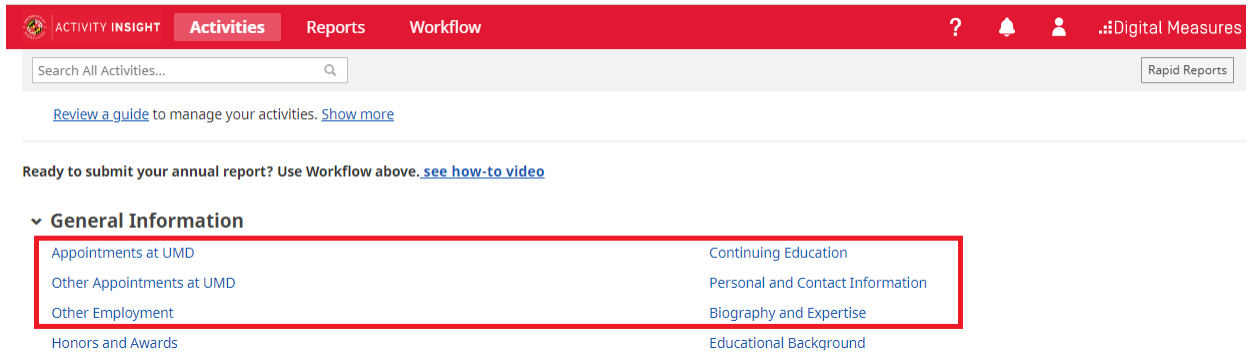 ACTIVITY INSIGHT Activities Reports Workflow ? .:Digital Measures
Search All Activities... Rapid Reports
Review a guide to manage your activities. Show more
Ready to submit your annual report? Use Workflow above. see how-to video
General Information
Appointments at UMD Continuing Education
Other Appointments at UMD Personal and Contact Information
Other Employment Biography and Expertise
Honors and Awards Educational Background